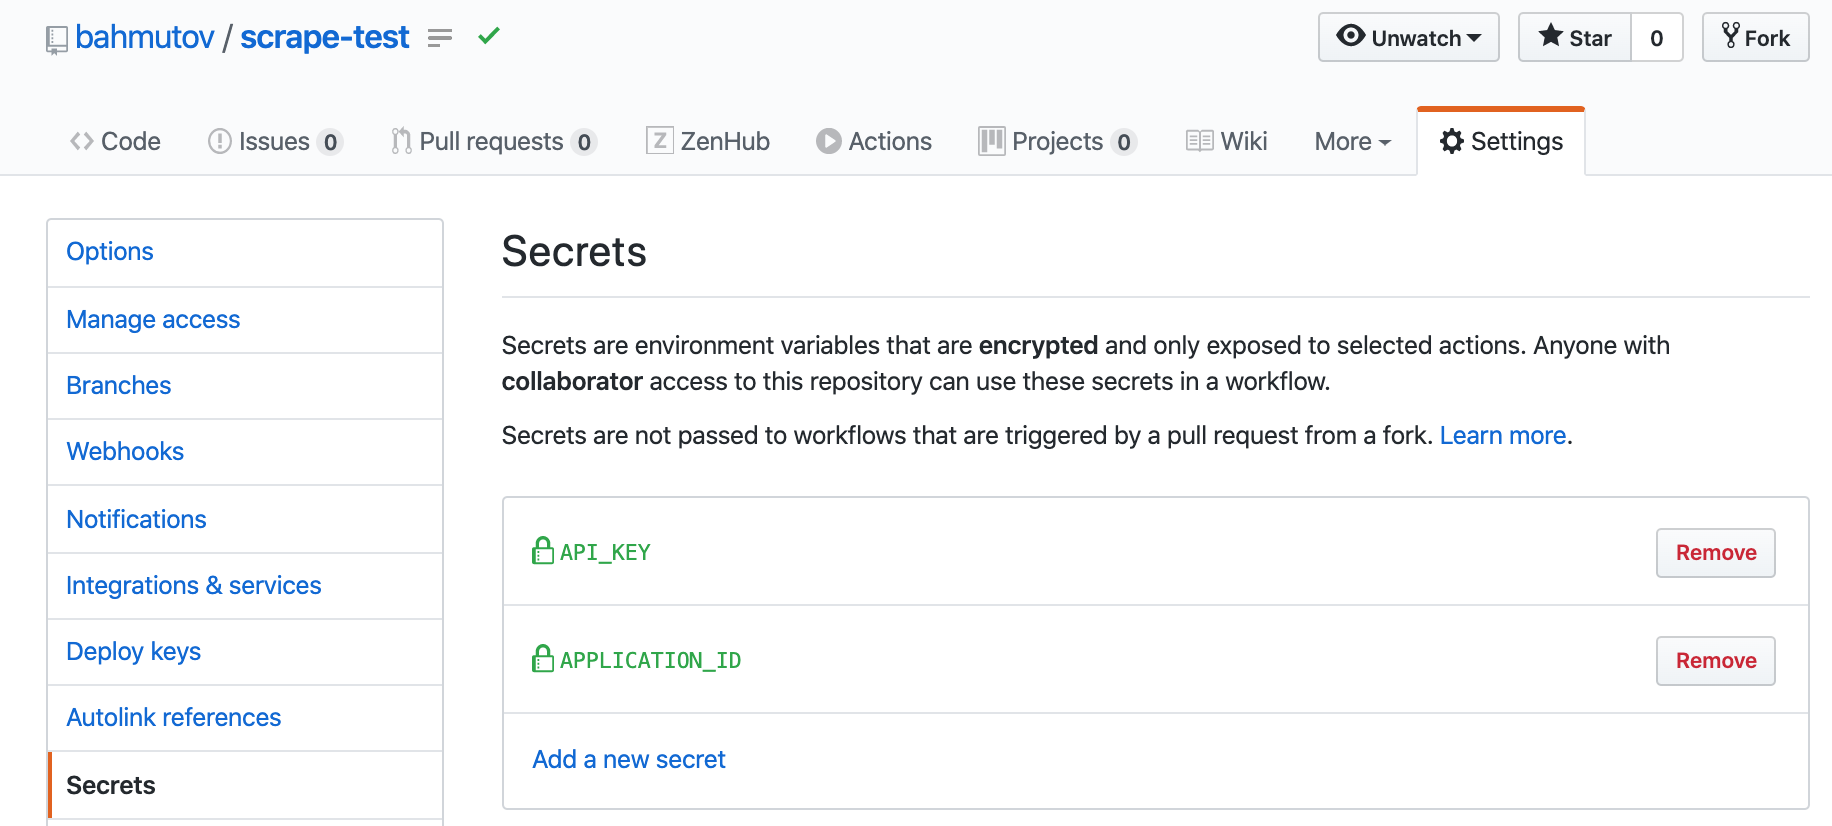 bahmutov / scrape-test
Unwatch
Star 0
Fork
Code
Issues 0
Pull requests 0
Z ZenHub
Actions
Projects 0
Wiki
More
Settings
Options
Manage access
Branches
Webhooks
Notifications
Integrations & services
Deploy keys
Autolink references
Secrets
Secrets
Secrets are environment variables that are encrypted and only exposed to selected actions. Anyone with
collaborator access to this repository can use these secrets in a workflow.
Secrets are not passed to workflows that are triggered by a pull request from a fork. Learn more.
API_KEY
Remove
APPLICATION_ID
Remove
Add a new secret